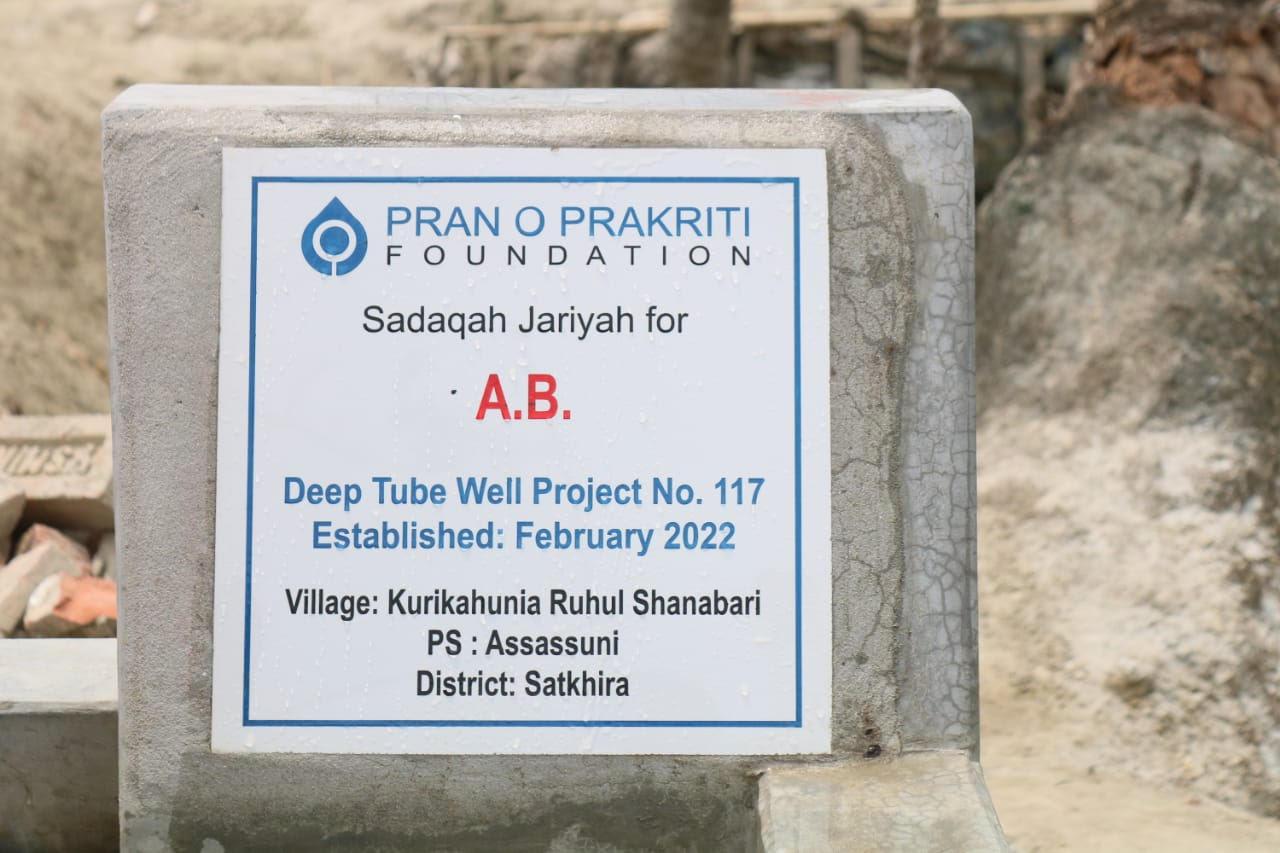 PRAN O PRAKRITI
FOUNDATION
Sadaqah Jariyah for
A.B.
Deep Tube Well Project No. 117
Established: February 2022
Village: Kurikahunia Ruhul Shanabari
PS : Assassuni
District: Satkhira